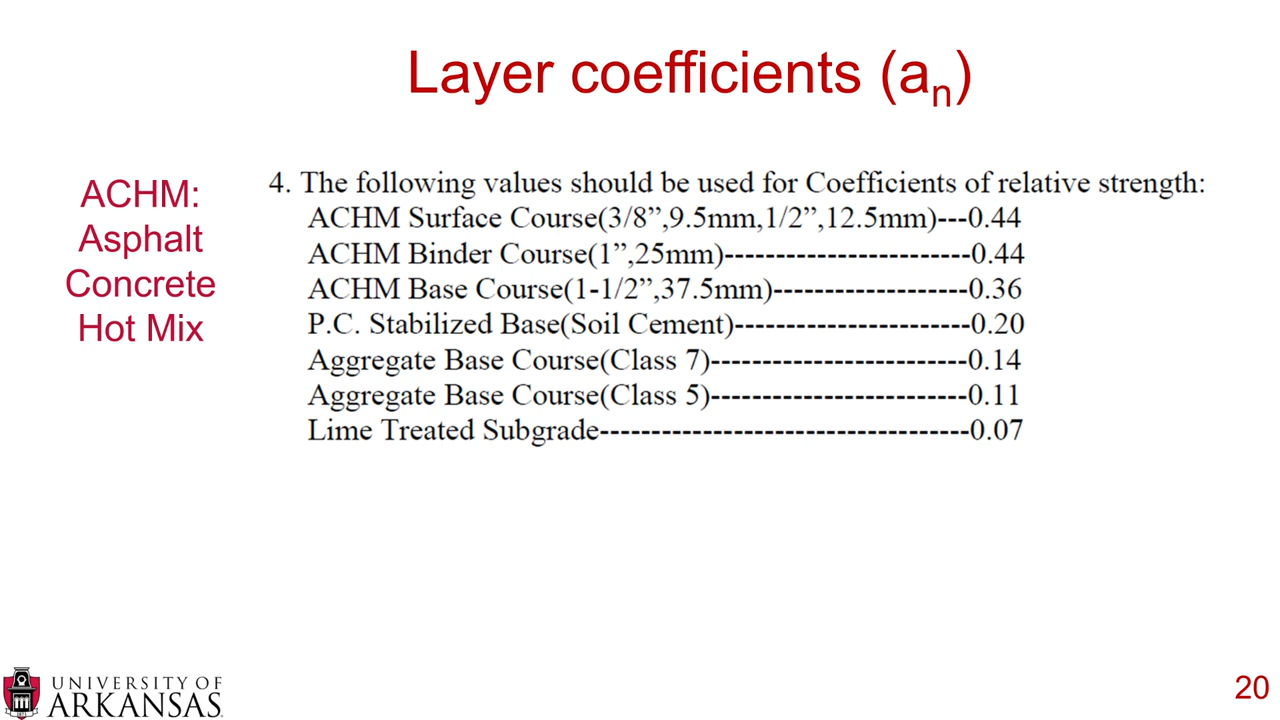 Layer coefficients (an)
ACHM:
Asphalt
Concrete
Hot Mix
4. The following values should be used for Coefficients of relative strength:
ACHM Surface Course(3/8”,9.5mm,1/2”,12.5mm)---0.44
ACHM Binder Course(1”,25mm)------------------------0.44
ACHM Base Course(1-1/2”,37.5mm)-------------------0.36
P.C. Stabilized Base(Soil Cement)-----------------------0.20
Aggregate Base Course(Class 7)-------------------------0.14
Aggregate Base Course(Class 5)-------------------------0.11
Lime Treated Subgrade------------------------------------0.07
UNIVERSITY OF
ARKANSAS
20